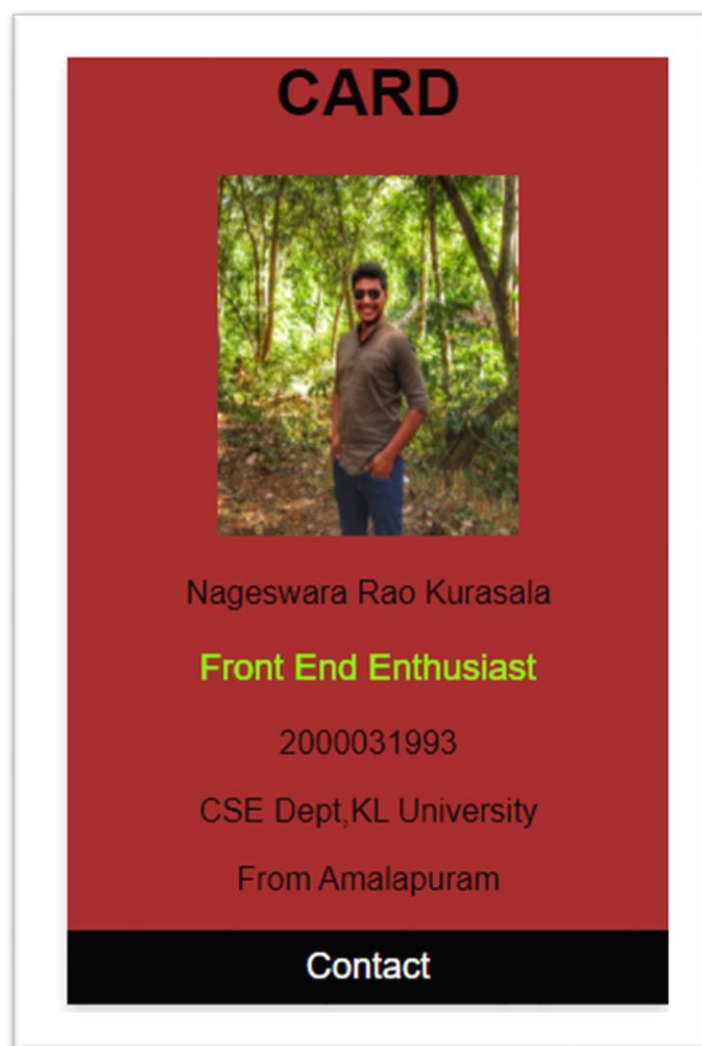 CARD
Nageswara Rao Kurasala
Front End Enthusiast
2000031993
CSE Dept,KL University
From Amalapuram
Contact